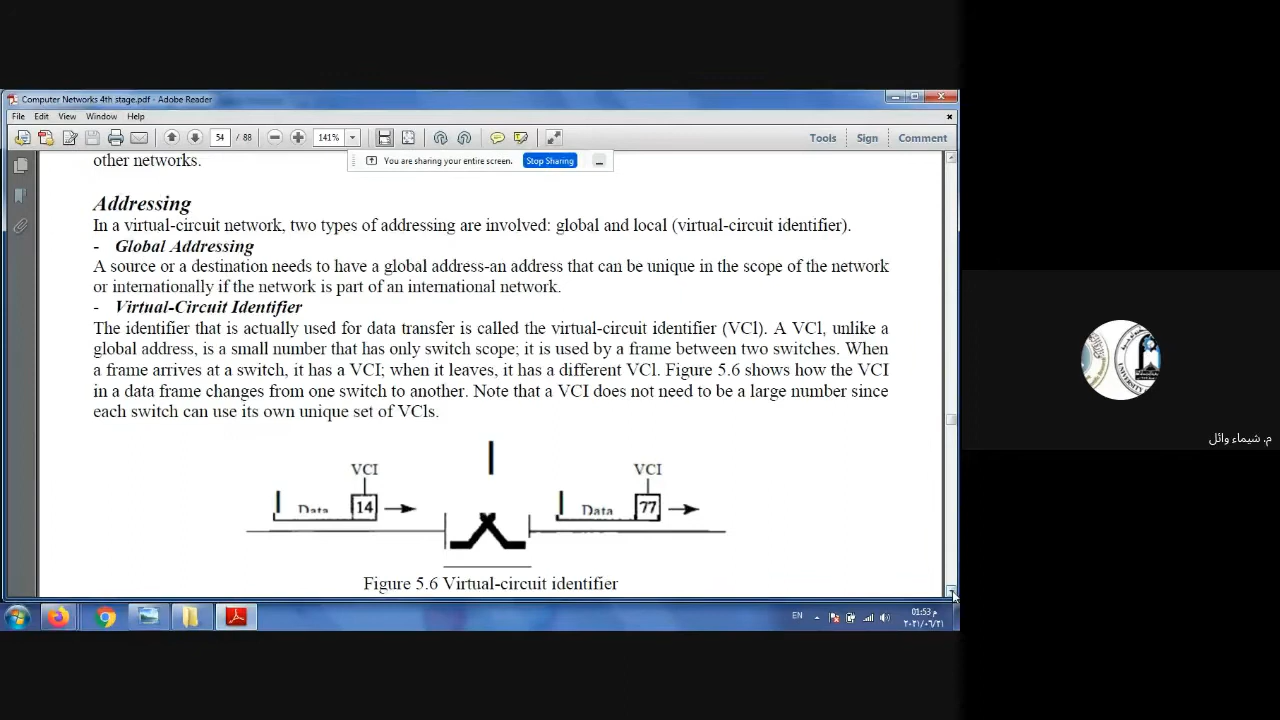 Computer Networks 4th stage.pdf - Adobe Reader
File Edit View Window Help
54 / 88 141% Tools Sign Comment
You are sharing your entire screen. Stop Sharing
other networks.
Addressing
In a virtual-circuit network, two types of addressing are involved: global and local (virtual-circuit identifier).
- Global Addressing
A source or a destination needs to have a global address-an address that can be unique in the scope of the network
or internationally if the network is part of an international network.
- Virtual-Circuit Identifier
The identifier that is actually used for data transfer is called the virtual-circuit identifier (VCl). A VCl, unlike a
global address, is a small number that has only switch scope; it is used by a frame between two switches. When
a frame arrives at a switch, it has a VCI; when it leaves, it has a different VCl. Figure 5.6 shows how the VCI
in a data frame changes from one switch to another. Note that a VCI does not need to be a large number since
each switch can use its own unique set of VCls.
VCI VCI
Data 14 Data 77
Figure 5.6 Virtual-circuit identifier
EN
01:53 م
٢٠٢١/٠٦/٢١
م. شيماء وائل